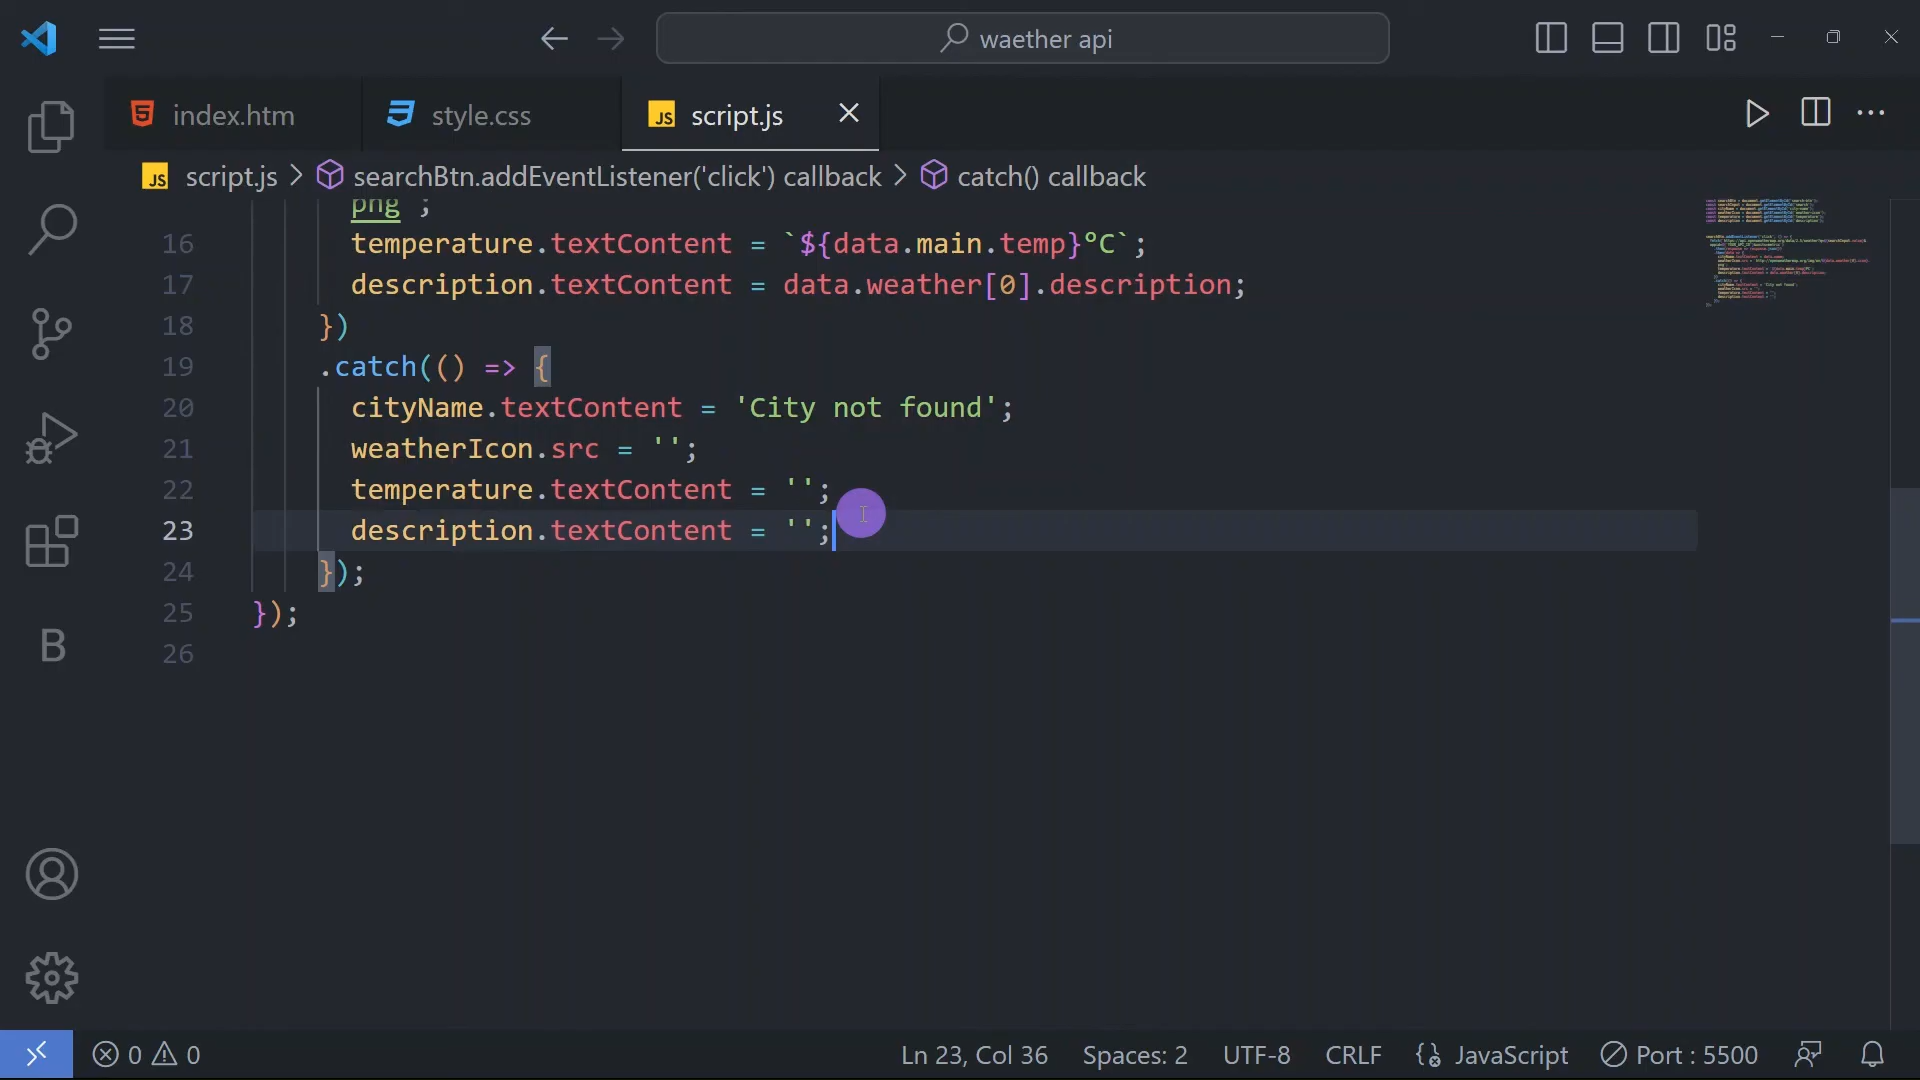 waether api
index.htm
style.css
JS script.js
JS script.js > searchBtn.addEventListener('click') callback > catch() callback
png`;
16 temperature.textContent = `${data.main.temp}°C`;
17 description.textContent = data.weather[0].description;
18 })
19 .catch(() => {
20 cityName.textContent = 'City not found';
21 weatherIcon.src = '';
22 temperature.textContent = '';
23 description.textContent = '';
24 });
25 });
26
B
0 0
Ln 23, Col 36
Spaces: 2
UTF-8
CRLF
JavaScript
Port : 5500